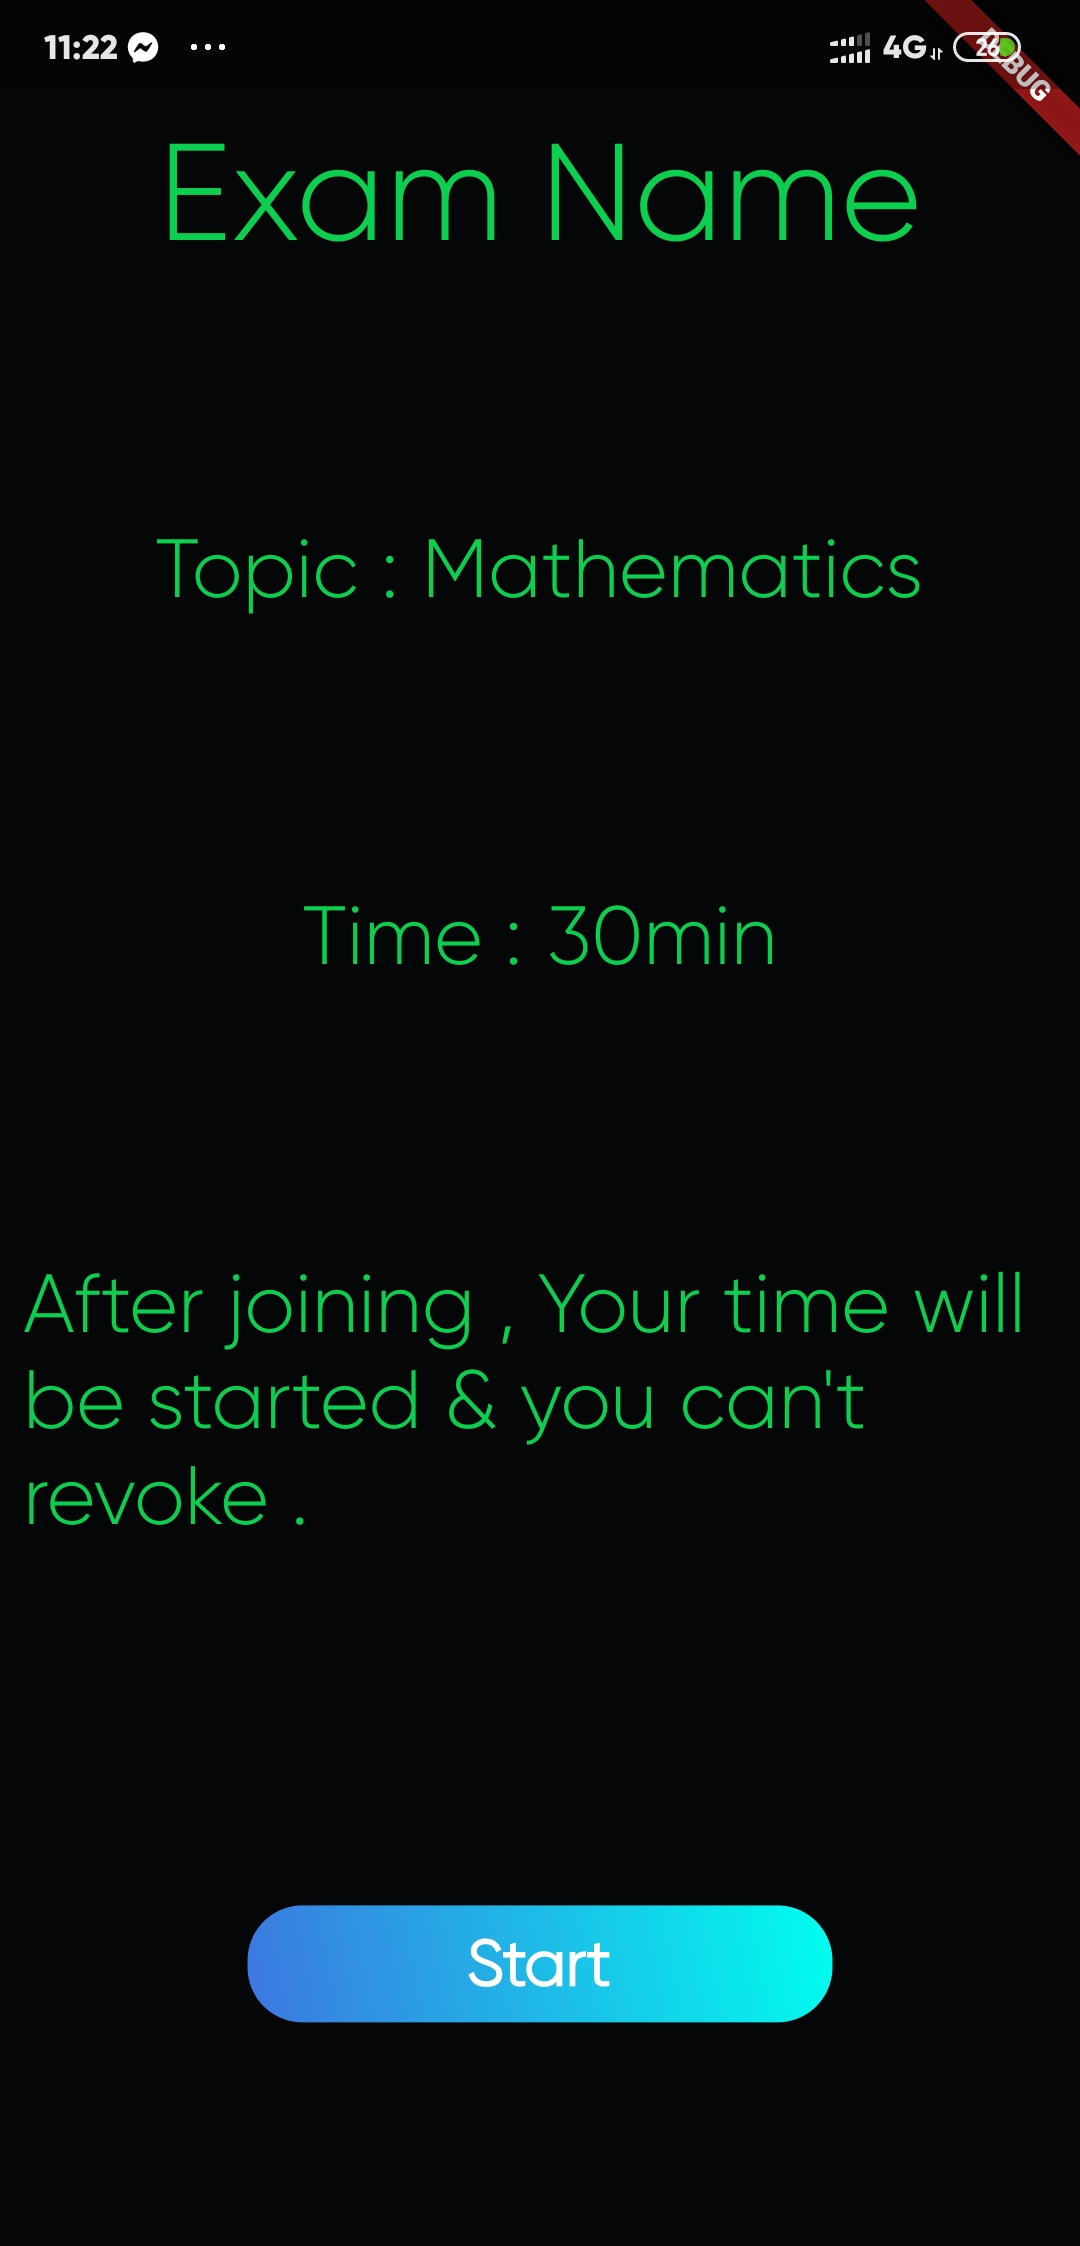 11:22 ... 4G 26
DEBUG
Exam Name
Topic : Mathematics
Time : 30min
After joining , Your time will
be started & you can't
revoke .
Start